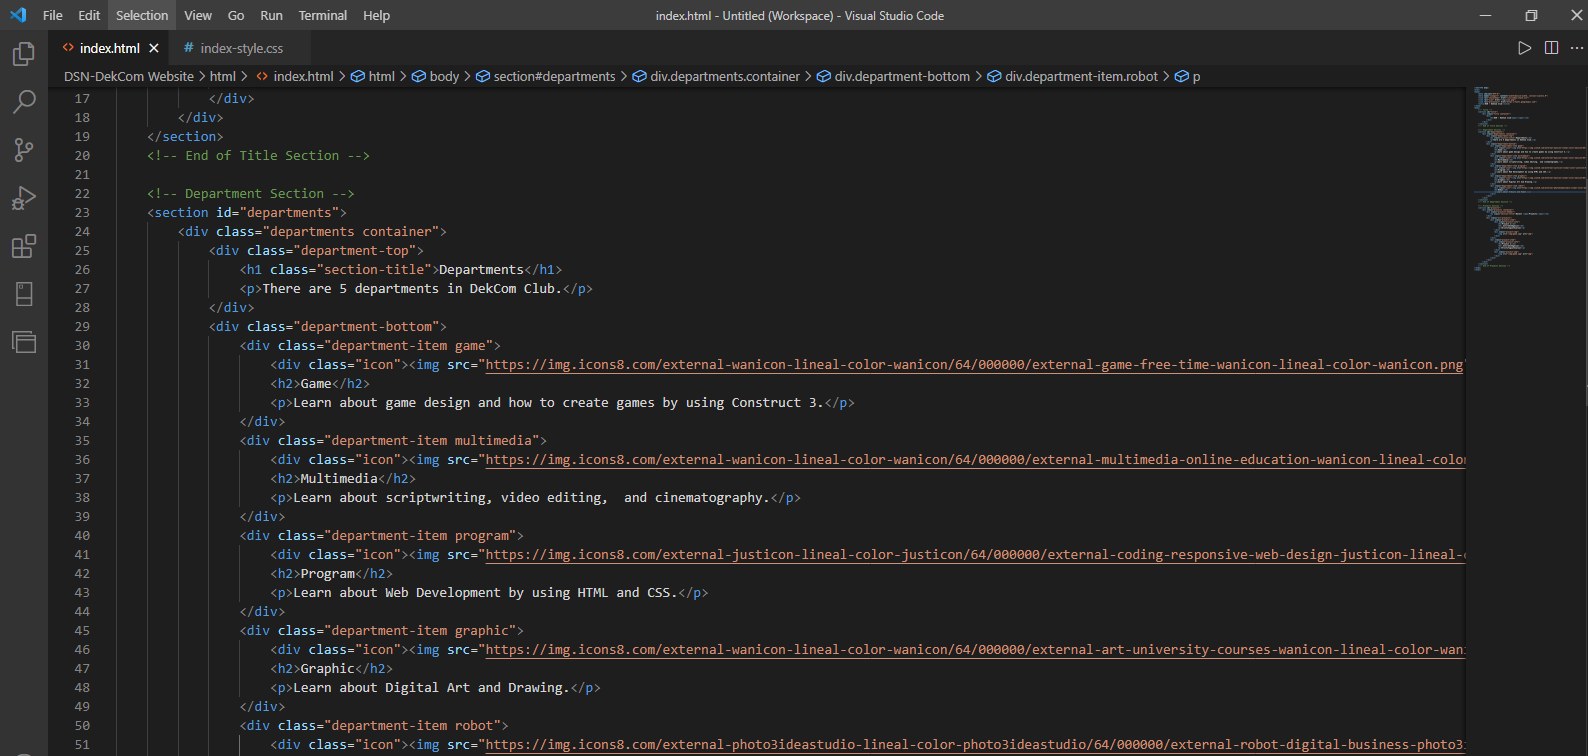 File Edit Selection View Go Run Terminal Help
index.html - Untitled (Workspace) - Visual Studio Code
index.html
index-style.css
DSN-DekCom Website > html > index.html > html > body > section#departments > div.departments.container > div.department-bottom > div.department-item.robot > p
17 </div>
18 </div>
19 </section>
20 <!-- End of Title Section -->
21
22 <!-- Department Section -->
23 <section id="departments">
24 <div class="departments container">
25 <div class="department-top">
26 <h1 class="section-title">Departments</h1>
27 <p>There are 5 departments in DekCom Club.</p>
28 </div>
29 <div class="department-bottom">
30 <div class="department-item game">
31 <div class="icon"><img src="https://img.icons8.com/external-wanicon-lineal-color-wanicon/64/000000/external-game-free-time-wanicon-lineal-color-wanicon.png"
32 <h2>Game</h2>
33 <p>Learn about game design and how to create games by using Construct 3.</p>
34 </div>
35 <div class="department-item multimedia">
36 <div class="icon"><img src="https://img.icons8.com/external-wanicon-lineal-color-wanicon/64/000000/external-multimedia-online-education-wanicon-lineal-colo
37 <h2>Multimedia</h2>
38 <p>Learn about scriptwriting, video editing,  and cinematography.</p>
39 </div>
40 <div class="department-item program">
41 <div class="icon"><img src="https://img.icons8.com/external-justicon-lineal-color-justicon/64/000000/external-coding-responsive-web-design-justicon-lineal-c
42 <h2>Program</h2>
43 <p>Learn about Web Development by using HTML and CSS.</p>
44 </div>
45 <div class="department-item graphic">
46 <div class="icon"><img src="https://img.icons8.com/external-wanicon-lineal-color-wanicon/64/000000/external-art-university-courses-wanicon-lineal-color-wani
47 <h2>Graphic</h2>
48 <p>Learn about Digital Art and Drawing.</p>
49 </div>
50 <div class="department-item robot">
51 <div class="icon"><img src="https://img.icons8.com/external-photo3ideastudio-lineal-color-photo3ideastudio/64/000000/external-robot-digital-business-photo3i